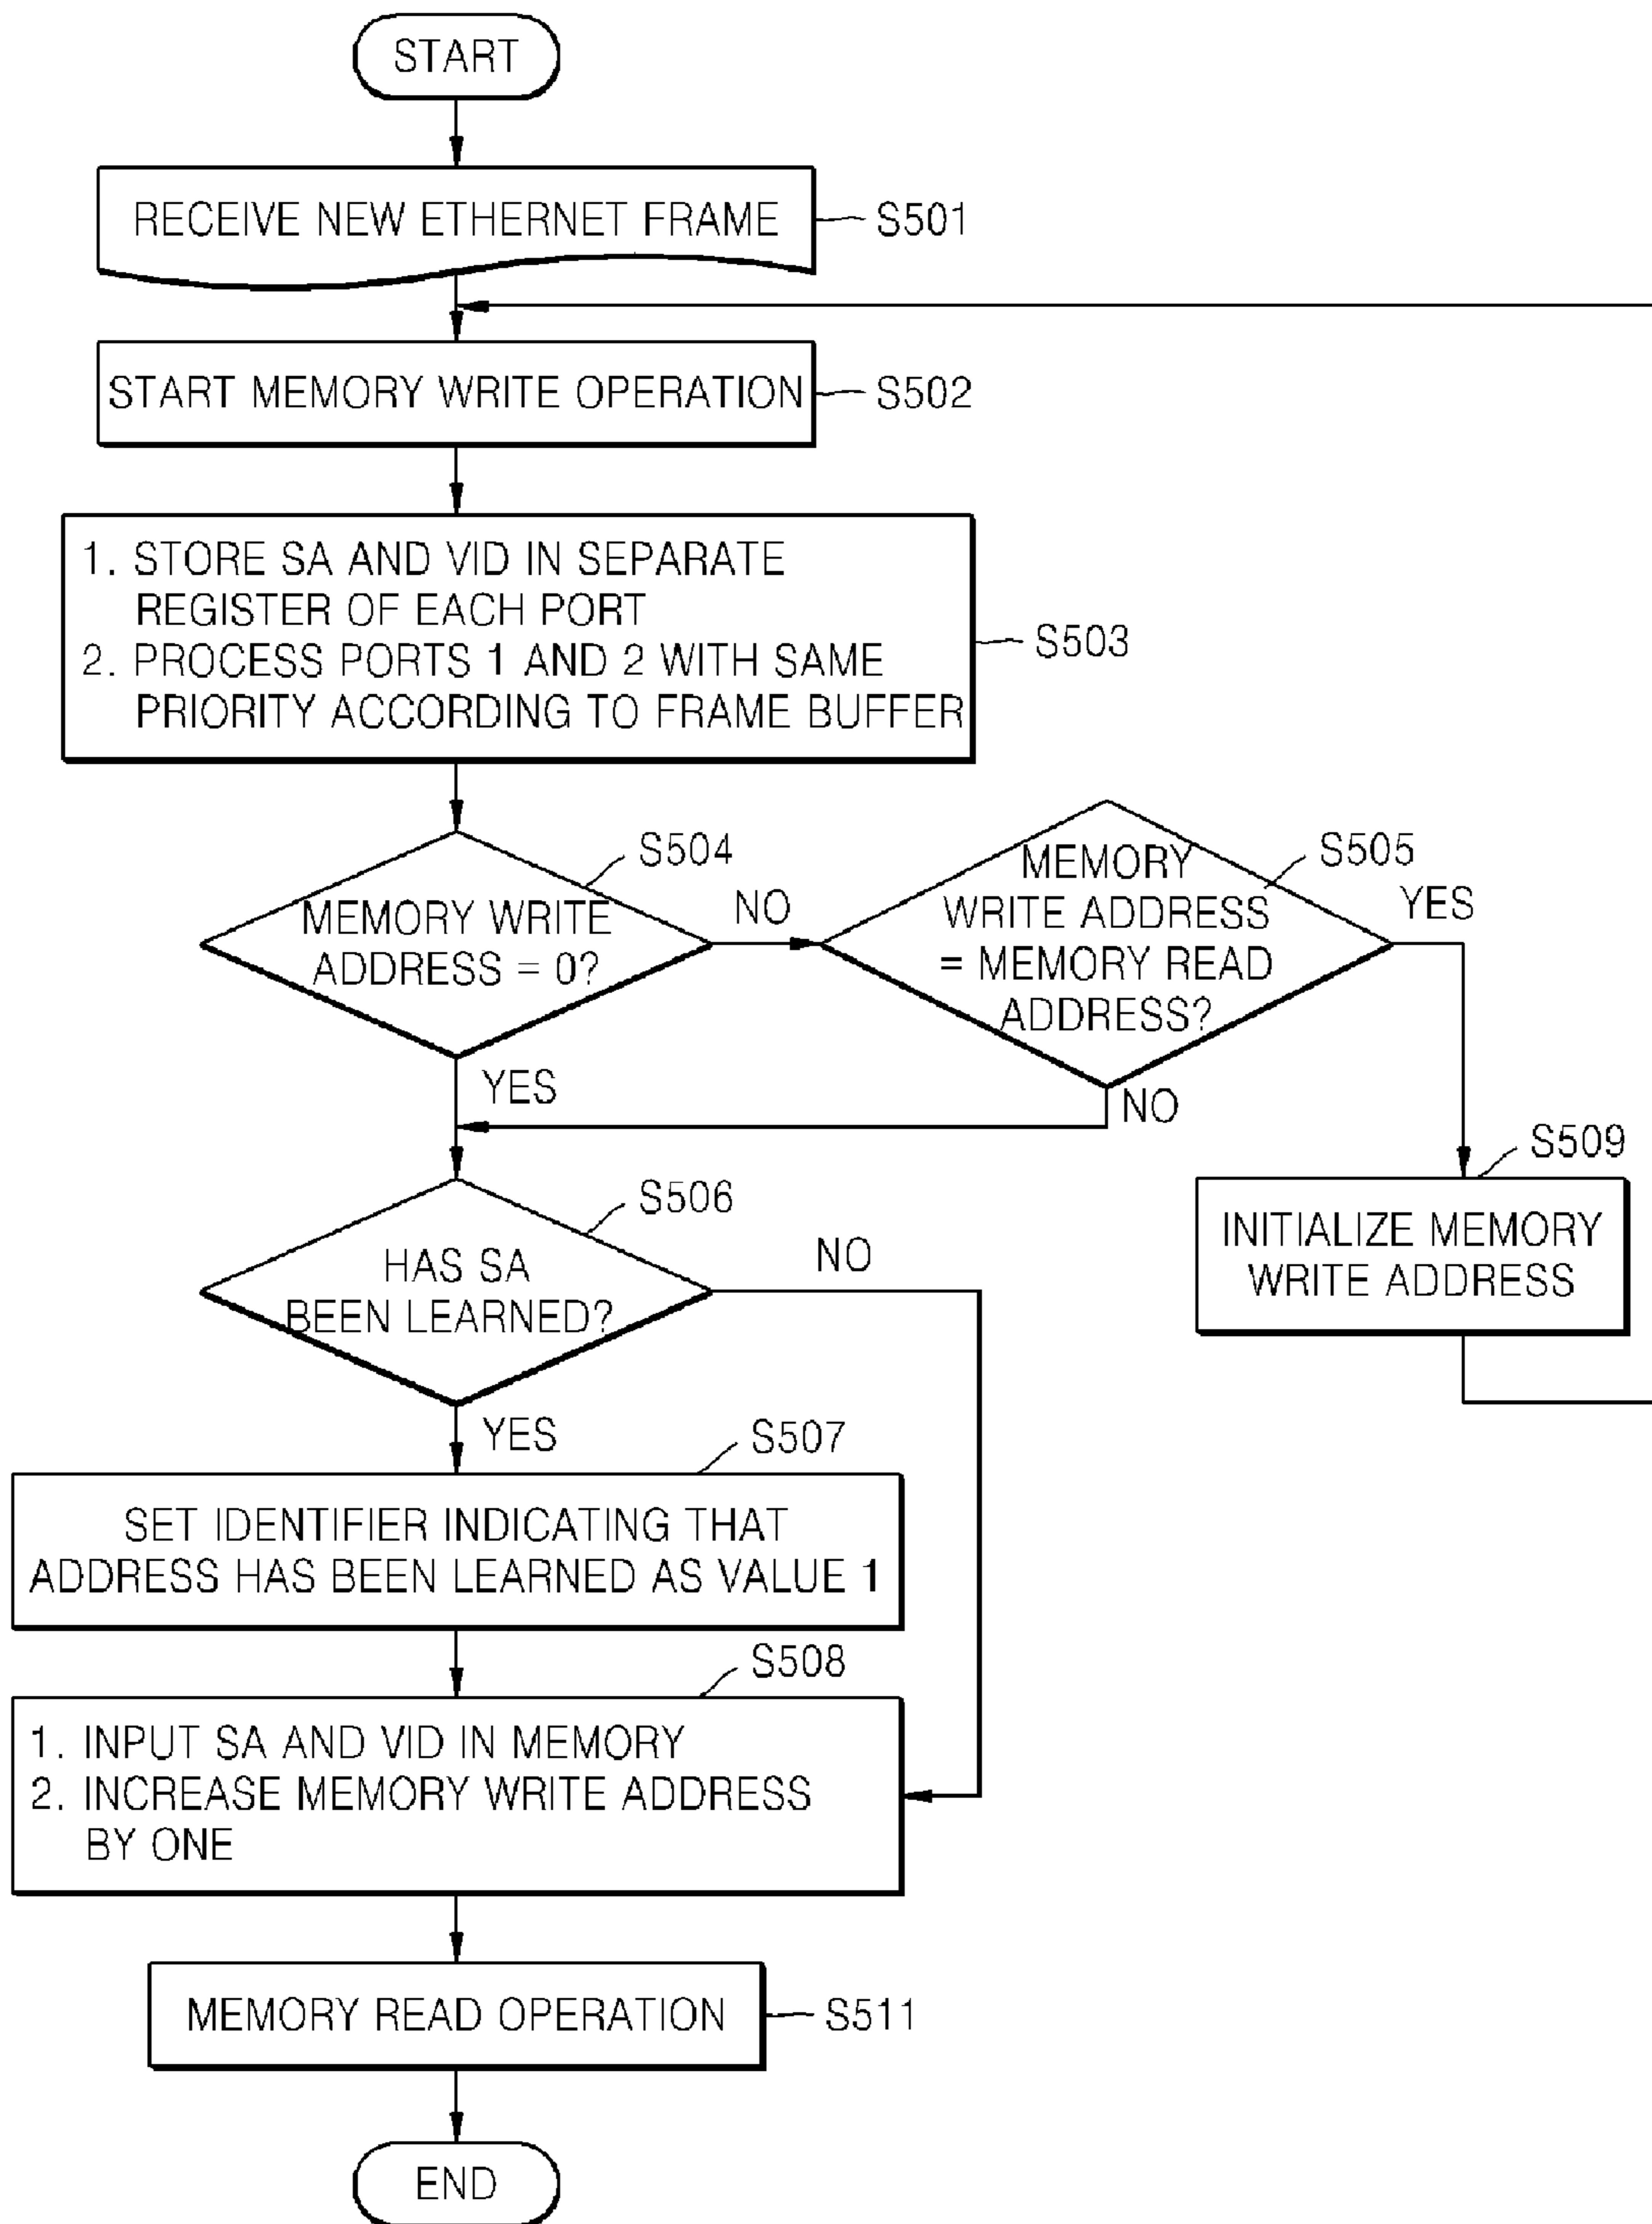 START
RECEIVE NEW ETHERNET FRAME
S501
START MEMORY WRITE OPERATION
S502
1. STORE SA AND VID IN SEPARATE
REGISTER OF EACH PORT
2. PROCESS PORTS 1 AND 2 WITH SAME
PRIORITY ACCORDING TO FRAME BUFFER
S503
S504
MEMORY WRITE
ADDRESS = 0?
NO
YES
S505
MEMORY
WRITE ADDRESS
= MEMORY READ
ADDRESS?
YES
NO
S509
INITIALIZE MEMORY
WRITE ADDRESS
S506
HAS SA
BEEN LEARNED?
NO
YES
S507
SET IDENTIFIER INDICATING THAT
ADDRESS HAS BEEN LEARNED AS VALUE 1
S508
1. INPUT SA AND VID IN MEMORY
2. INCREASE MEMORY WRITE ADDRESS
BY ONE
MEMORY READ OPERATION
S511
END